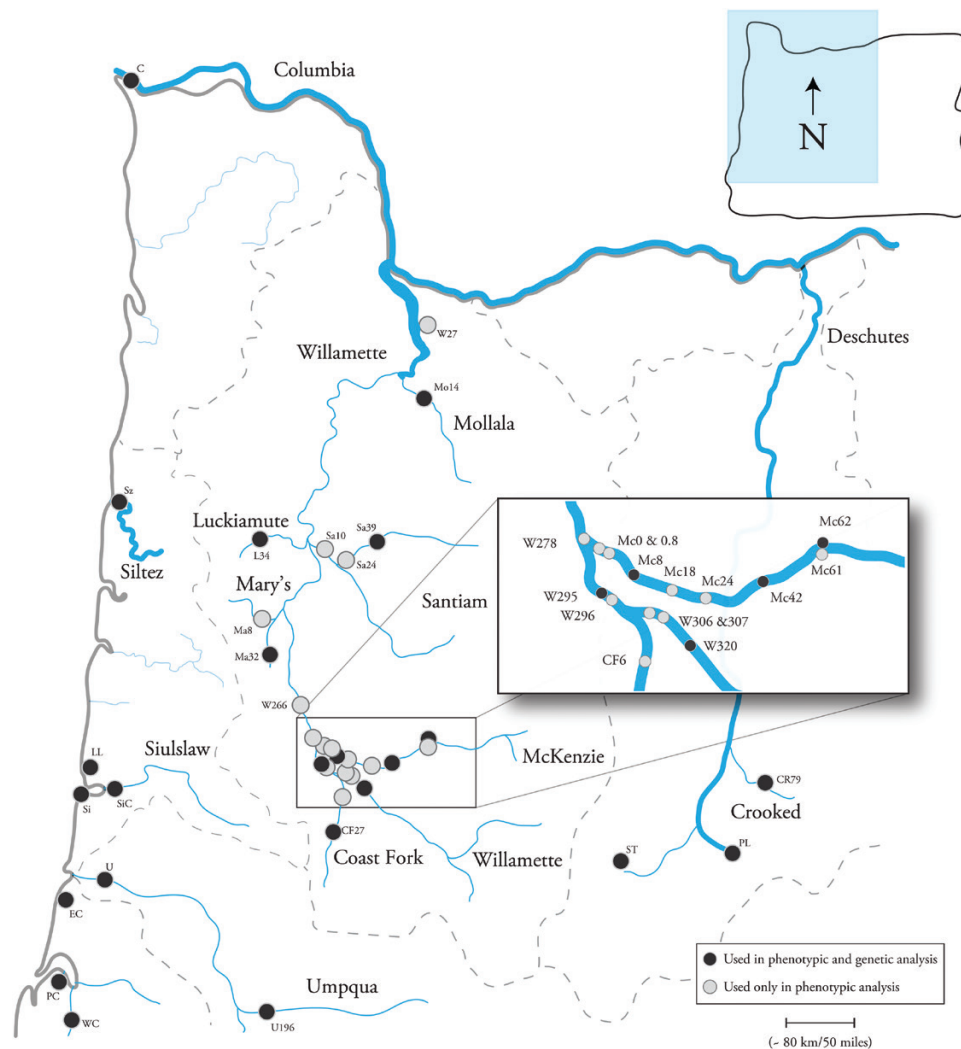 C
Columbia
N
W27
Willamette
Deschutes
Mo14
Mollala
Sz
Siltez
Luckiamute
L34
Sa10
Sa39
Sa24
Mary's
Santiam
Ma8
Ma32
W266
W278
Mc0 & 0.8
Mc8
Mc18
Mc24
Mc62
Mc61
Mc42
W295
W296
W306 &307
W320
CF6
LL
Siulslaw
Si
SiC
McKenzie
CR79
Crooked
CF27
Coast Fork
Willamette
ST
PL
U
EC
Umpqua
PC
WC
U196
Used in phenotypic and genetic analysis
Used only in phenotypic analysis
(~ 80 km/50 miles)